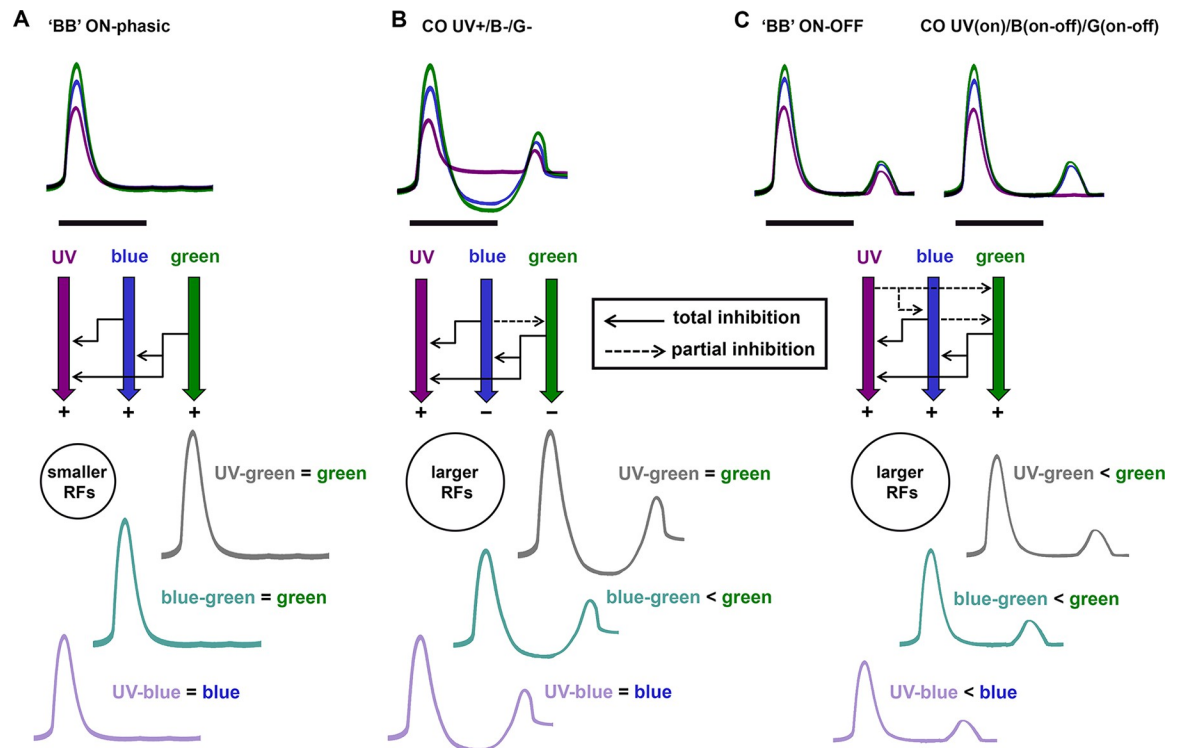 A 'BB' ON-phasic
B CO UV+/B-/G-
C 'BB' ON-OFF CO UV(on)/B(on-off)/G(on-off)
UV blue green
UV blue green
UV blue green
total inhibition
partial inhibition
+ + +
+ − −
+ + +
smaller
RFs
UV-green = green
blue-green = green
UV-blue = blue
larger
RFs
UV-green = green
blue-green < green
UV-blue = blue
larger
RFs
UV-green < green
blue-green < green
UV-blue < blue